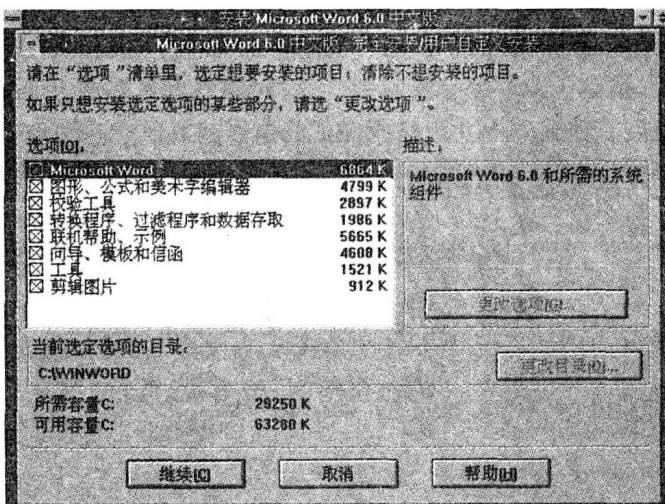 安装 Microsoft Word 6.0 中文版
Microsoft Word 6.0 中文版 - 完全安装/用户自定义安装
请在“选项”清单里，选定想要安装的项目；清除不想安装的项目。
如果只想安装选定选项的某些部分，请选“更改选项”。
选项[O]:
描述:
Microsoft Word 6864 K
图形、公式和美术字编辑器 4799 K
校验工具 2897 K
转换程序、过滤程序和数据存取 1986 K
联机帮助、示例 5665 K
向导、模板和信函 4608 K
工具 1521 K
剪辑图片 912 K
Microsoft Word 6.0 和所需的系统
组件
更改选项[G]...
当前选定选项的目录:
C:\WINWORD
更改目录[D]...
所需容量C: 29250 K
可用容量C: 63280 K
继续[C]
取消
帮助[H]